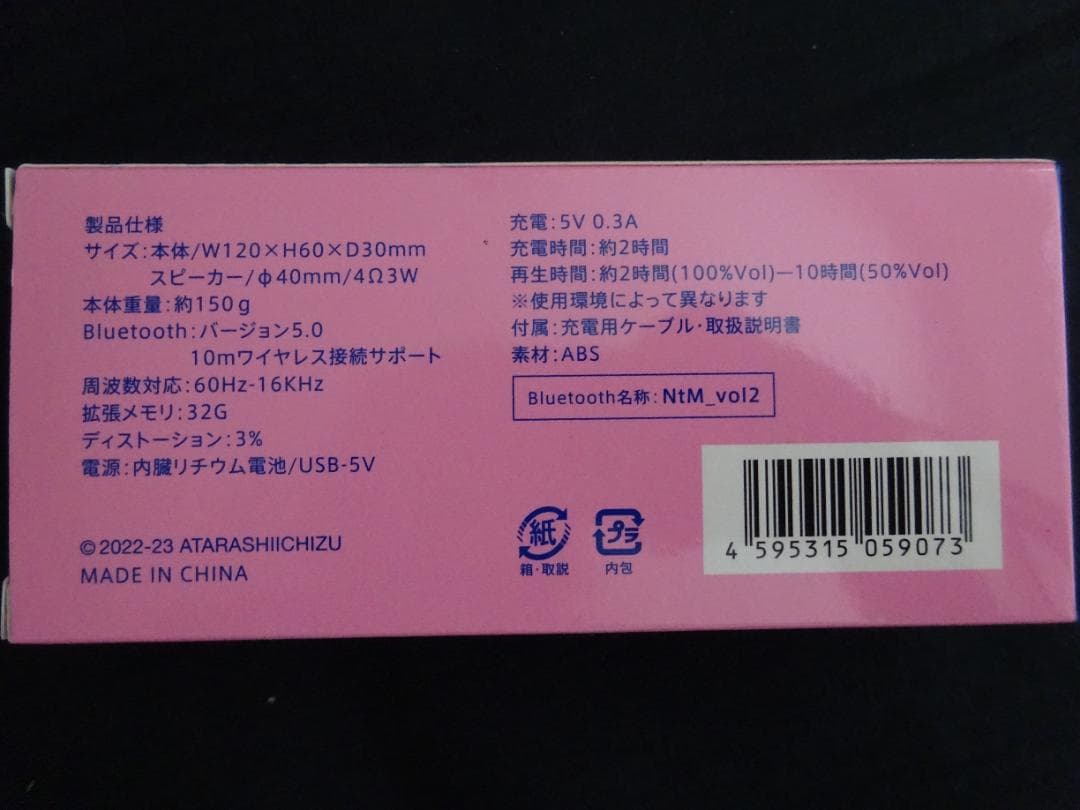 製品仕様
サイズ:本体/W120×H60×D30mm
スピーカー/φ40mm/4Ω3W
本体重量:約150g
Bluetooth:バージョン5.0
10mワイヤレス接続サポート
周波数対応:60Hz-16KHz
拡張メモリ:32G
ディストーション:3%
電源:内臓リチウム電池/USB-5V
©2022-23 ATARASHIICHIZU
MADE IN CHINA
充電:5V 0.3A
充電時間:約2時間
再生時間:約2時間(100%Vol)ー10時間(50%Vol)
※使用環境によって異なります
付属:充電用ケーブル・取扱説明書
素材:ABS
Bluetooth名称:NtM_vol2
紙
箱・取説
プラ
内包
4 595315 059073